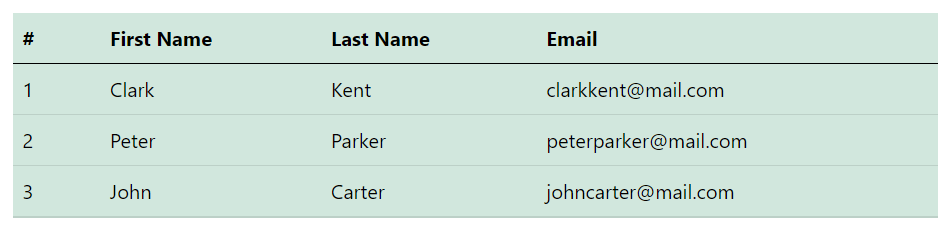 # First Name Last Name Email
1 Clark Kent clarkkent@mail.com
2 Peter Parker peterparker@mail.com
3 John Carter johncarter@mail.com